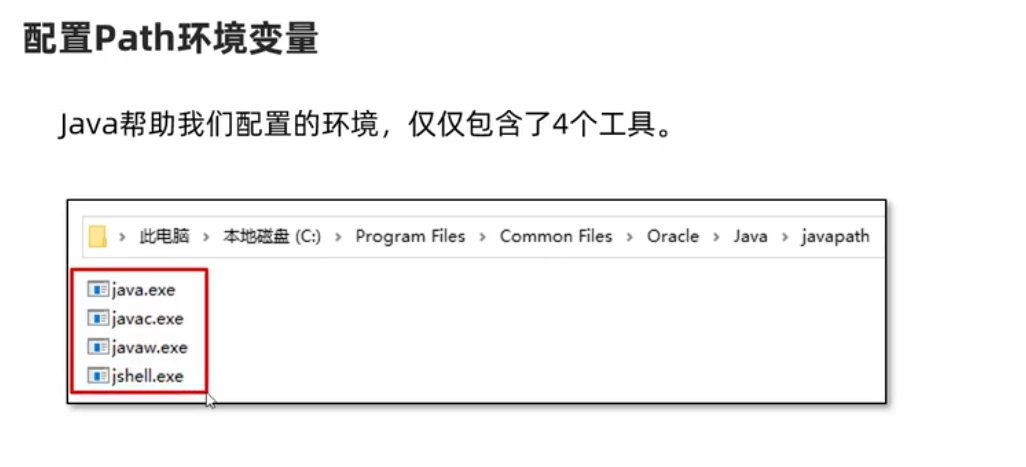 配置Path环境变量
Java帮助我们配置的环境，仅仅包含了4个工具。
› 此电脑 › 本地磁盘 (C:) › Program Files › Common Files › Oracle › Java › javapath
java.exe
javac.exe
javaw.exe
jshell.exe